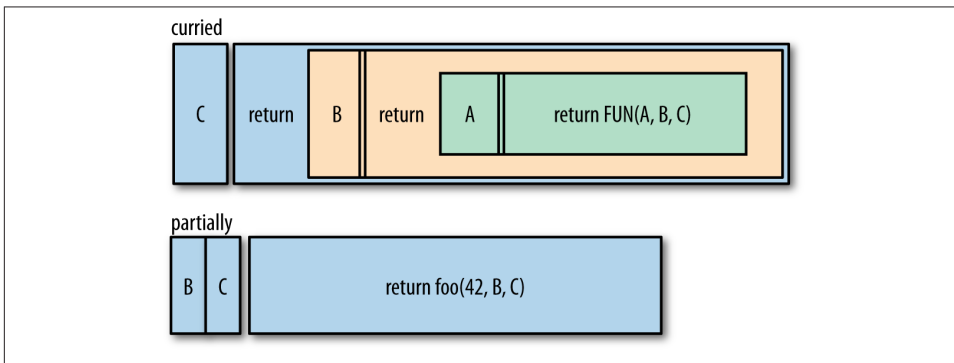 curried
C return B return A return FUN(A, B, C)
partially
B C return foo(42, B, C)